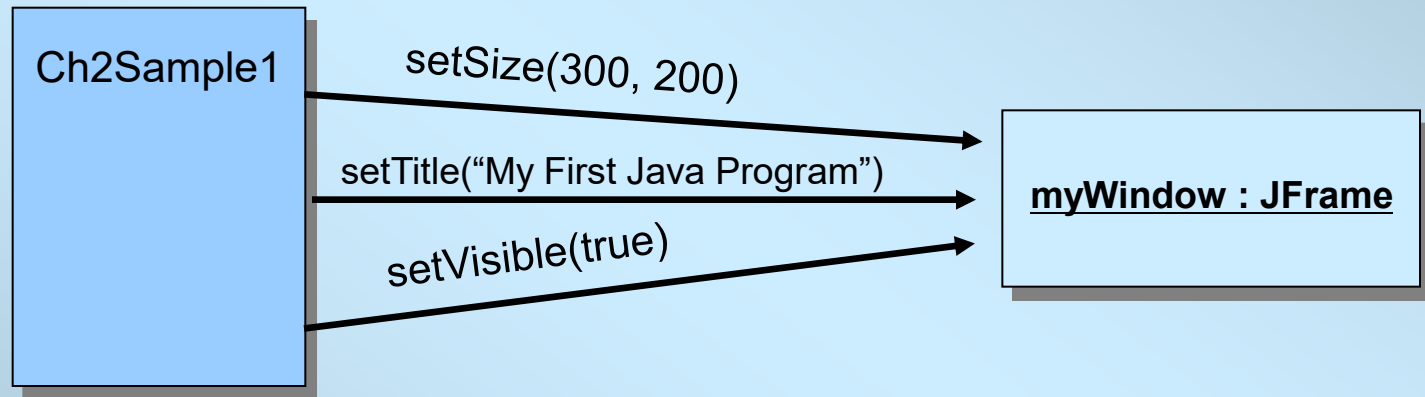 Ch2Sample1
setSize(300, 200)
setTitle(“My First Java Program”)
setVisible(true)
myWindow : JFrame